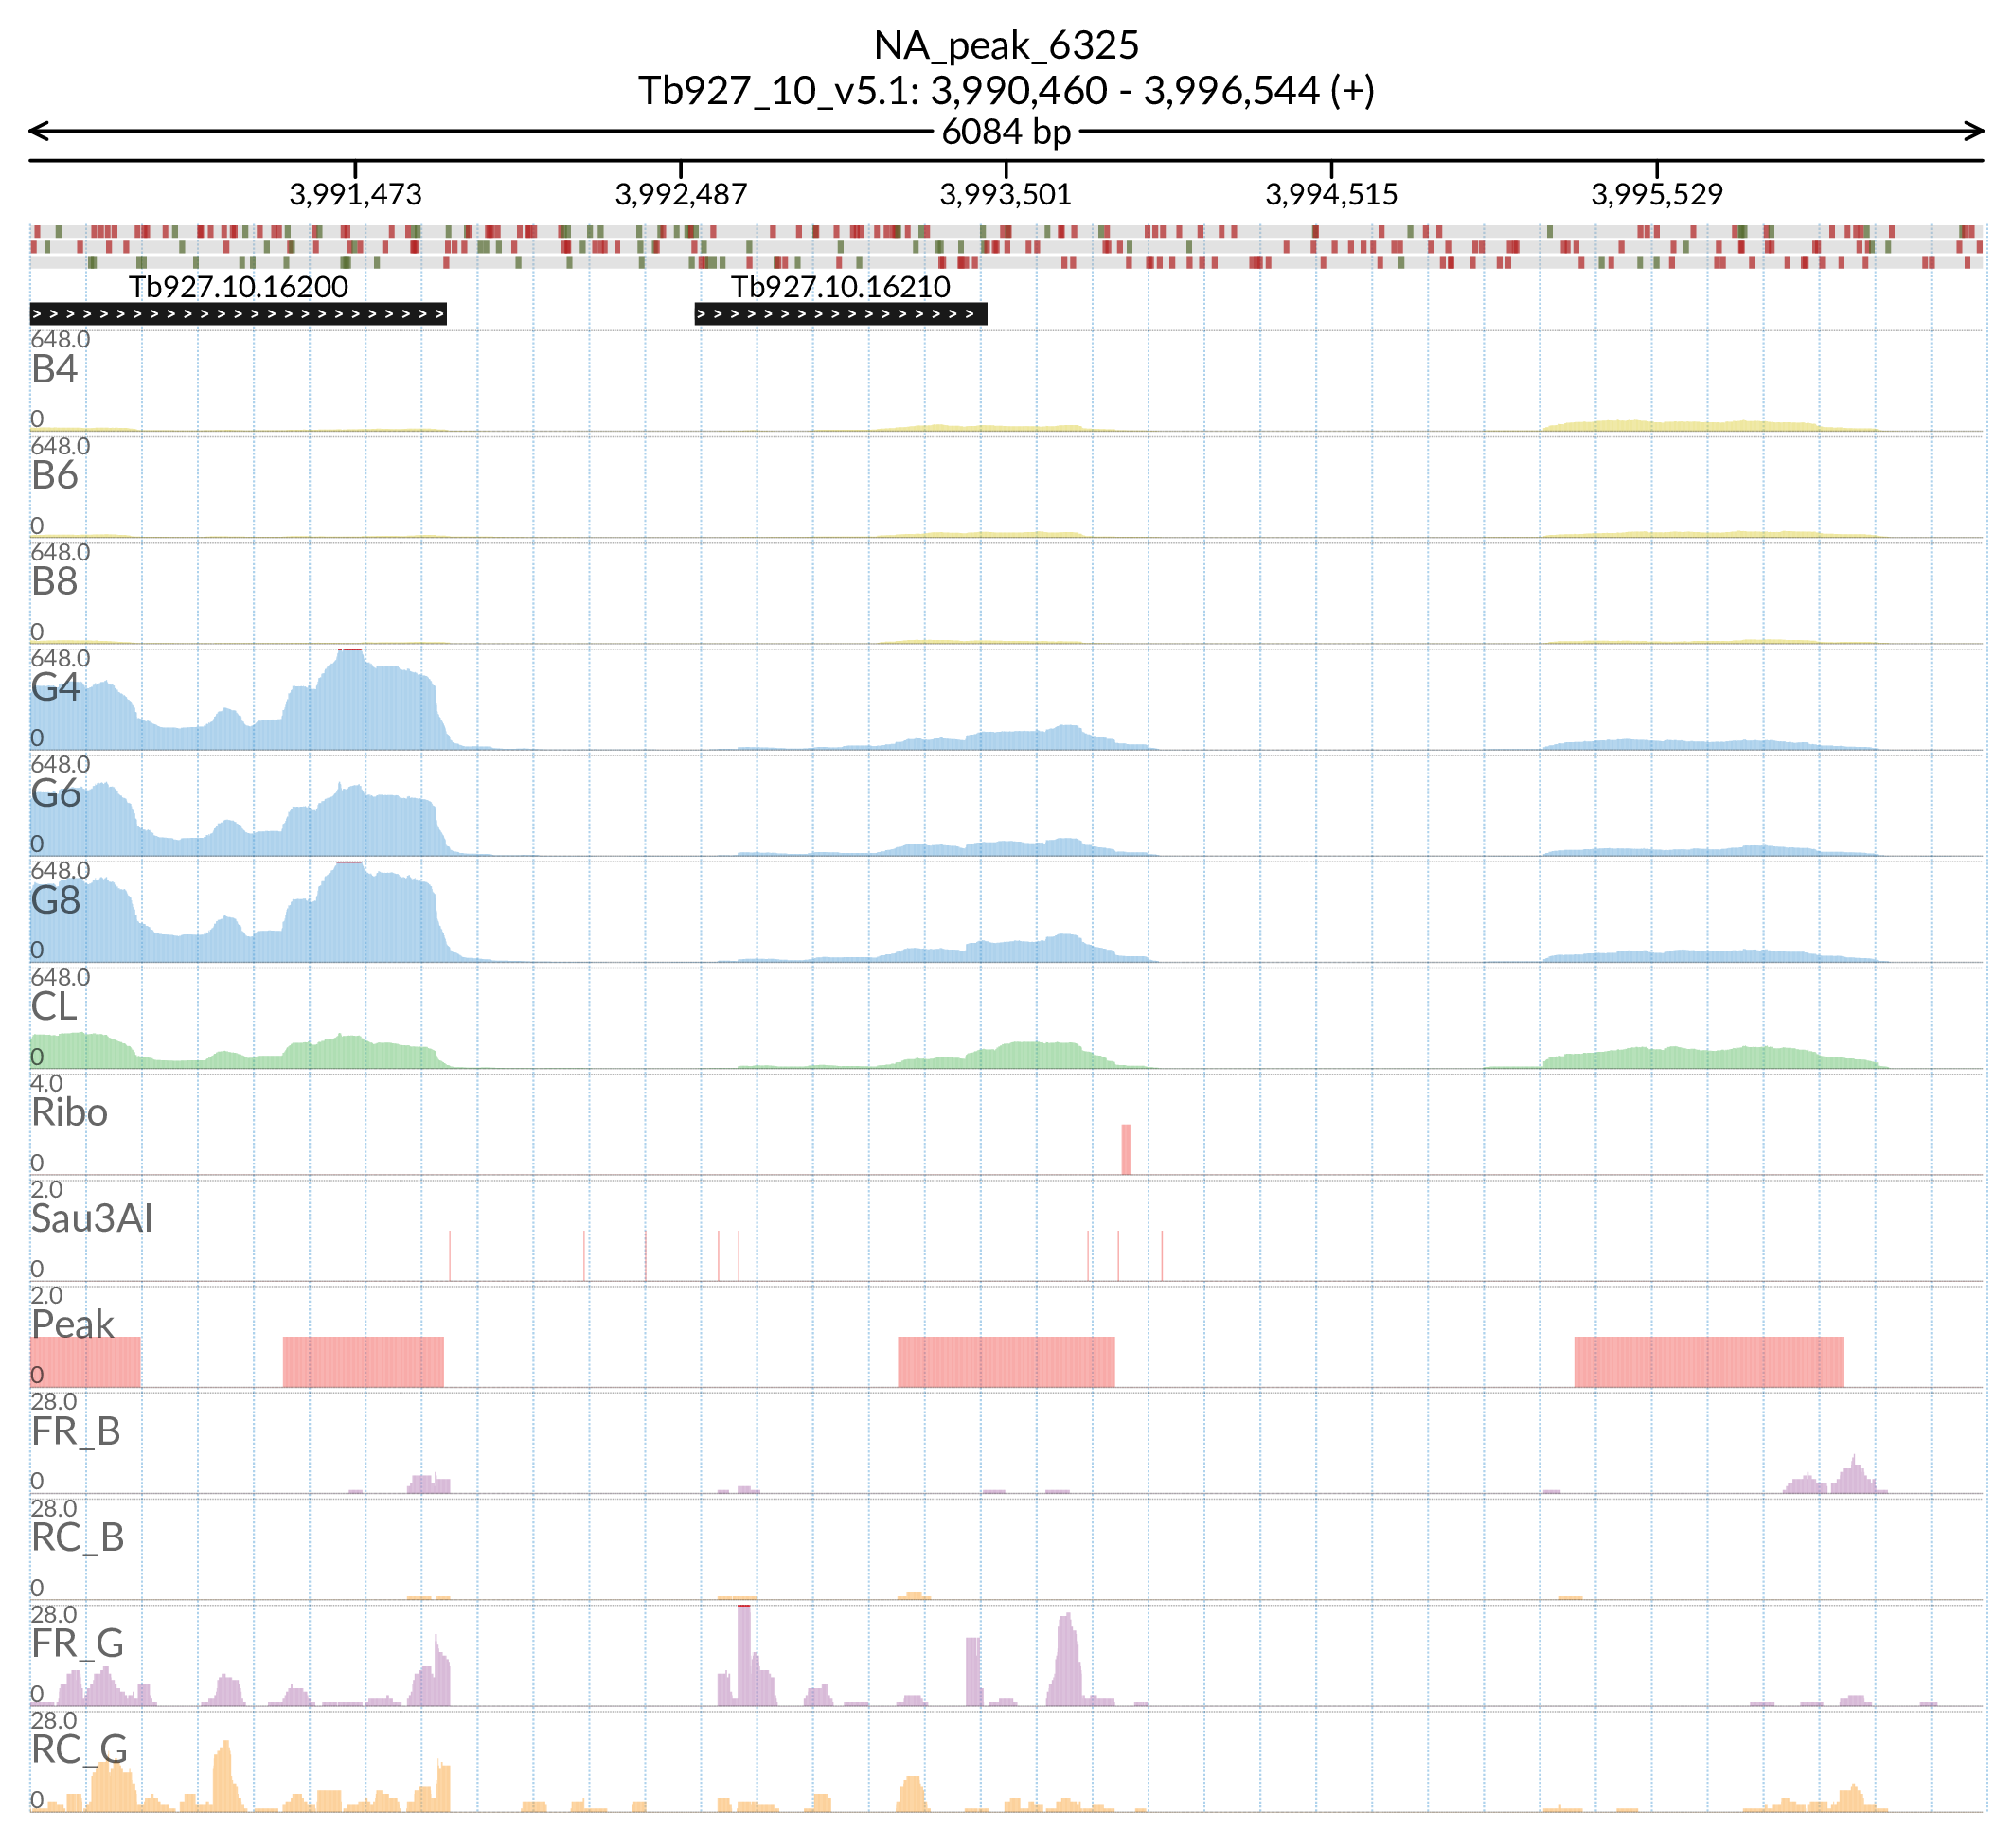 NA_peak_6325
Tb927_10_v5.1: 3,990,460 - 3,996,544 (+)
6084 bp
3,991,473 3,992,487 3,993,501 3,994,515 3,995,529
Tb927.10.16200 Tb927.10.16210
648.0
B4
0
648.0
B6
0
648.0
B8
0
648.0
G4
0
648.0
G6
0
648.0
G8
0
648.0
CL
0
4.0
Ribo
0
2.0
Sau3AI
0
2.0
Peak
0
28.0
FR_B
0
28.0
RC_B
0
28.0
FR_G
0
28.0
RC_G
0